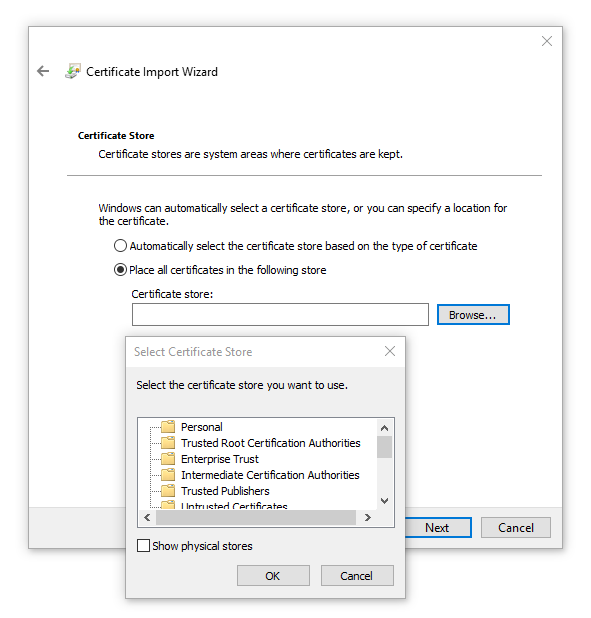 Certificate Import Wizard
Certificate Store
Certificate stores are system areas where certificates are kept.
Windows can automatically select a certificate store, or you can specify a location for
the certificate.
Automatically select the certificate store based on the type of certificate
Place all certificates in the following store
Certificate store:
Browse...
Select Certificate Store
Select the certificate store you want to use.
Personal
Trusted Root Certification Authorities
Enterprise Trust
Intermediate Certification Authorities
Trusted Publishers
Untrusted Certificates
Show physical stores
OK Cancel
Next Cancel